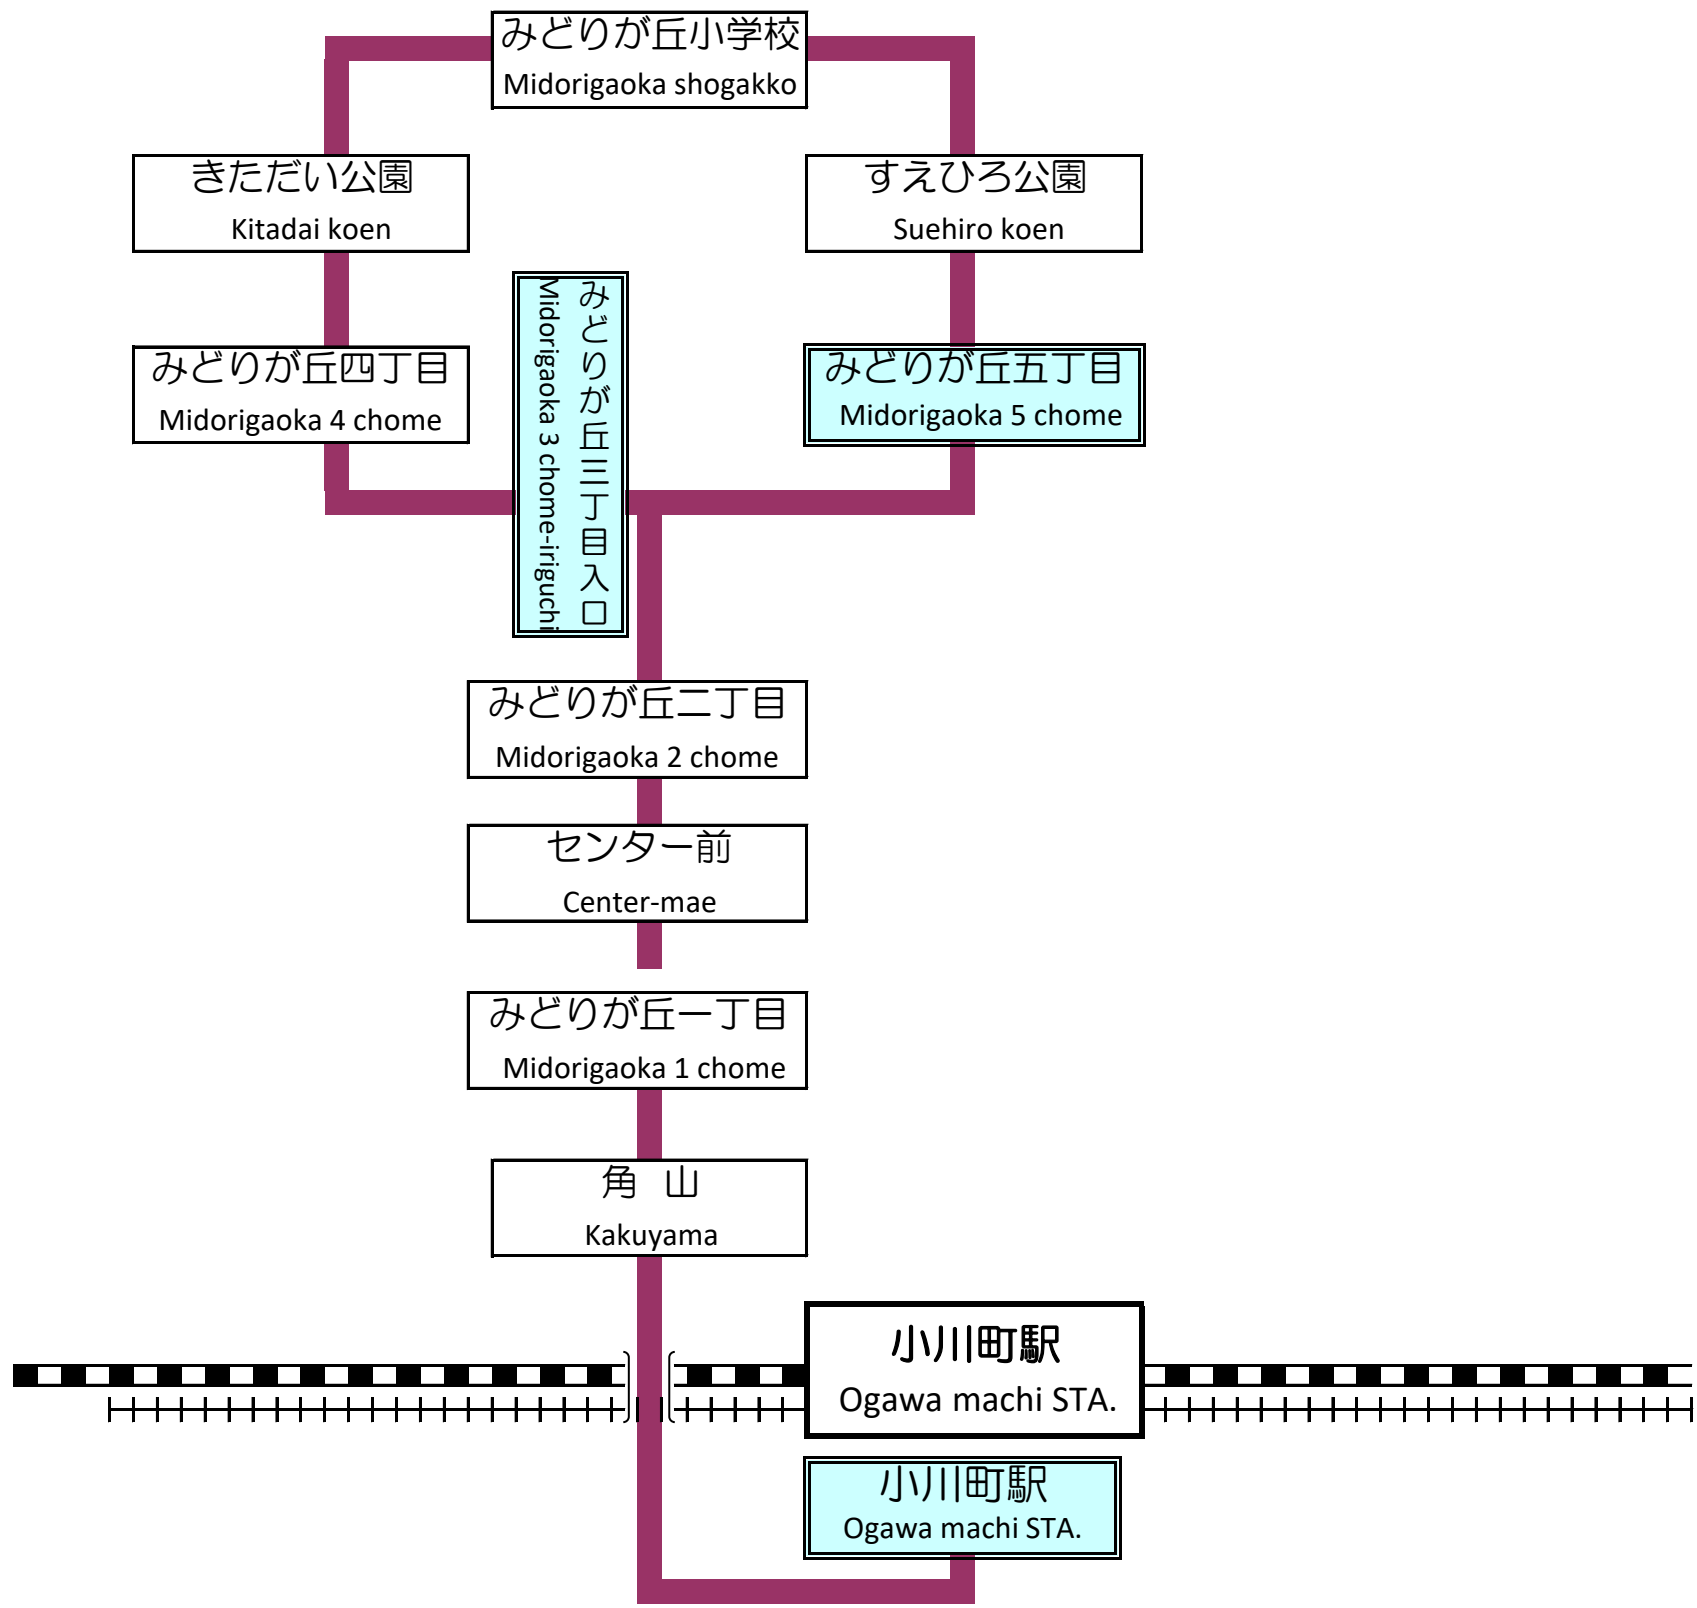 みどりが丘小学校
Midorigaoka shogakko
きただい公園
Kitadai koen
すえひろ公園
Suehiro koen
みどりが丘三丁目入口
Midorigaoka 3 chome-iriguchi
みどりが丘四丁目
Midorigaoka 4 chome
みどりが丘五丁目
Midorigaoka 5 chome
みどりが丘二丁目
Midorigaoka 2 chome
センター前
Center-mae
みどりが丘一丁目
Midorigaoka 1 chome
角 山
Kakuyama
小川町駅
Ogawa machi STA.
小川町駅
Ogawa machi STA.